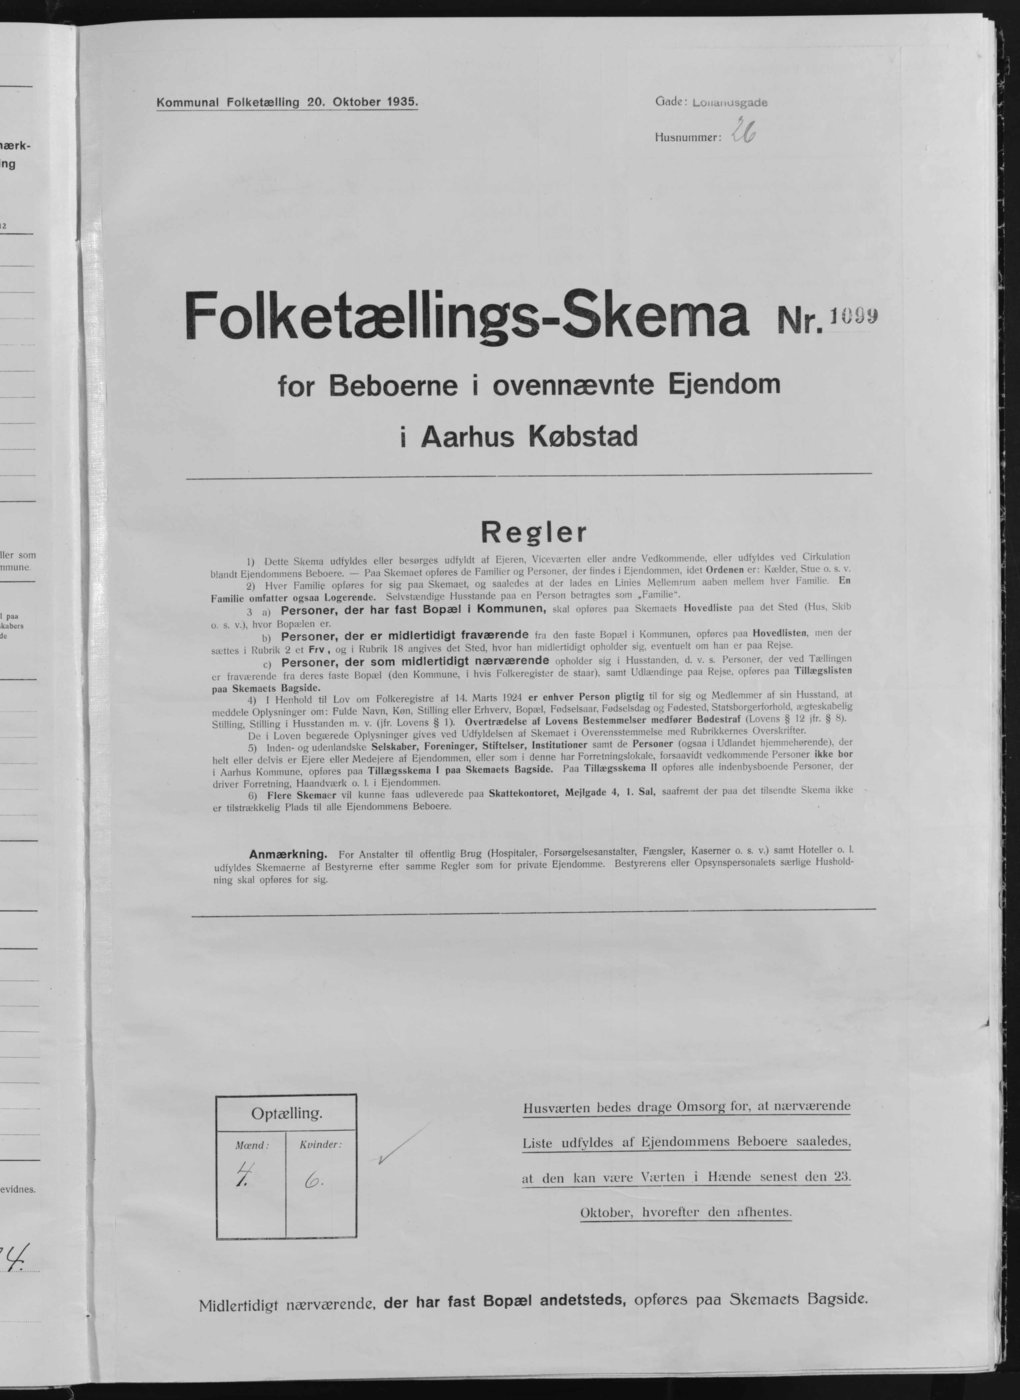 Kommunal Folketælling 20. Oktober 1935.
Gade: Lollandsgade
Husnummer: 26
Folketællings-Skema Nr. 1099
for Beboerne i ovennævnte Ejendom
i Aarhus Købstad
Regler
1) Dette Skema udfyldes eller besørges udfyldt af Ejeren, Viceværten eller andre Vedkommende, eller udfyldes ved Cirkulation
blandt Ejendommens Beboere. — Paa Skemaet opføres de Familier og Personer, der findes i Ejendommen, idet Ordenen er: Kælder, Stue o. s. v.
2) Hver Familie opføres for sig paa Skemaet, og saaledes at der lades en Linies Mellemrum aaben mellem hver Familie. En
Familie omfatter ogsaa Logerende. Selvstændige Husstande paa en Person betragtes som „Familie“.
3 a) Personer, der har fast Bopæl i Kommunen, skal opføres paa Skemaets Hovedliste paa det Sted (Hus, Skib
o. s. v.), hvor Bopælen er.
b) Personer, der er midlertidigt fraværende fra den faste Bopæl i Kommunen, opføres paa Hovedlisten, men der
sættes i Rubrik 2 et Frv, og i Rubrik 18 angives det Sted, hvor han midlertidigt opholder sig, eventuelt om han er paa Rejse.
c) Personer, der som midlertidigt nærværende opholder sig i Husstanden, d. v. s. Personer, der ved Tællingen
er fraværende fra deres faste Bopæl (den Kommune, i hvis Folkeregister de staar), samt Udlændinge paa Rejse, opføres paa Tillægslisten
paa Skemaets Bagside.
4) I Henhold til Lov om Folkeregistre af 14. Marts 1924 er enhver Person pligtig til for sig og Medlemmer af sin Husstand, at
meddele Oplysninger om: Fulde Navn, Køn, Stilling eller Erhverv, Bopæl, Fødselsaar, Fødselsdag og Fødested, Statsborgerforhold, ægteskabelig
Stilling, Stilling i Husstanden m. v. (jfr. Lovens § 1). Overtrædelse af Lovens Bestemmelser medfører Bødestraf (Lovens § 12 jfr. § 8).
De i Loven begærede Oplysninger gives ved Udfyldelsen af Skemaet i Overensstemmelse med Rubrikkernes Overskrifter.
5) Inden- og udenlandske Selskaber, Foreninger, Stiftelser, Institutioner samt de Personer (ogsaa i Udlandet hjemmehørende), der
helt eller delvis er Ejere eller Medejere af Ejendommen, eller som i denne har Forretningslokale, forsaavidt vedkommende Personer ikke bor
i Aarhus Kommune, opføres paa Tillægsskema I paa Skemaets Bagside. Paa Tillægsskema II opføres alle indenbysboende Personer, der
driver Forretning, Haandværk o. l. i Ejendommen.
6) Flere Skemaer vil kunne faas udleverede paa Skattekontoret, Mejlgade 4, 1. Sal, saafremt der paa det tilsendte Skema ikke
er tilstrækkelig Plads til alle Ejendommens Beboere.
Anmærkning. For Anstalter til offentlig Brug (Hospitaler, Forsørgelsesanstalter, Fængsler, Kaserner o. s. v.) samt Hoteller o. l.
udfyldes Skemaerne af Bestyrerne efter samme Regler som for private Ejendomme. Bestyrerens eller Opsynspersonalets særlige Hushold-
ning skal opføres for sig.
Optælling.
Mænd: Kvinder:
4. 6.
Husværten bedes drage Omsorg for, at nærværende
Liste udfyldes af Ejendommens Beboere saaledes,
at den kan være Værten i Hænde senest den 23.
Oktober, hvorefter den afhentes.
Midlertidigt nærværende, der har fast Bopæl andetsteds, opføres paa Skemaets Bagside.